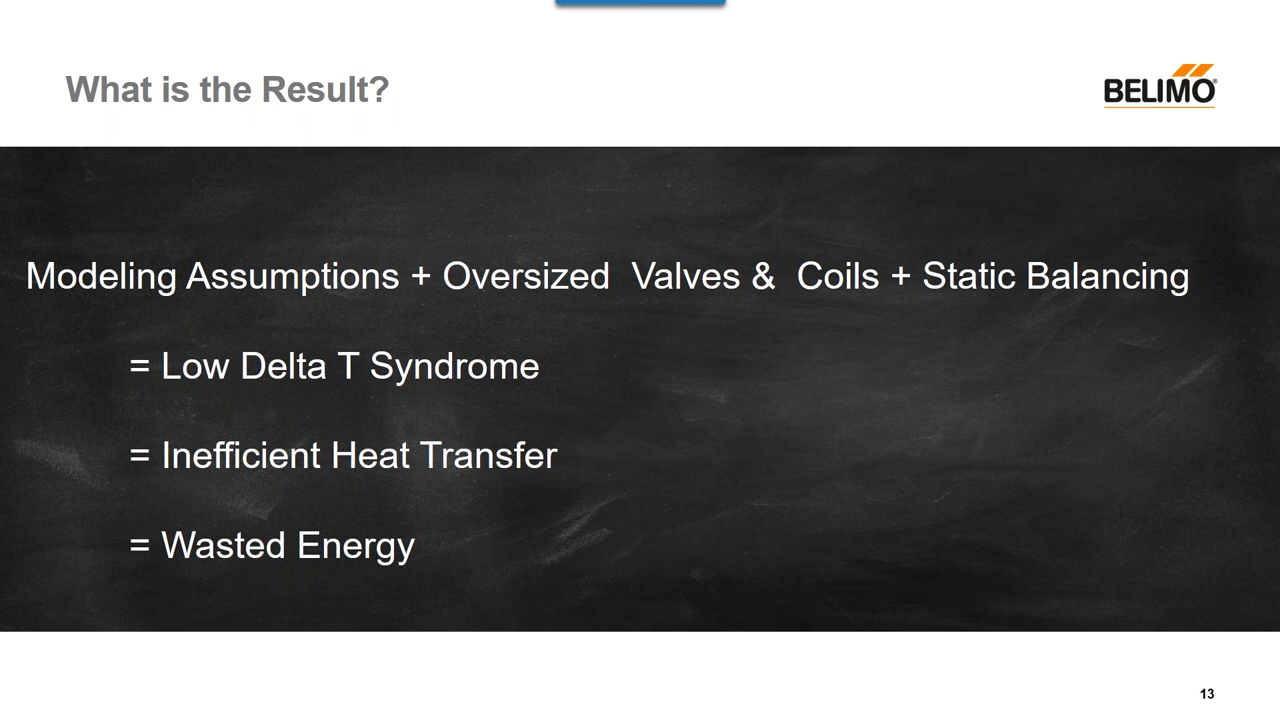 What is the Result?
BELIMO®
Modeling Assumptions + Oversized  Valves &  Coils + Static Balancing
= Low Delta T Syndrome
= Inefficient Heat Transfer
= Wasted Energy
13